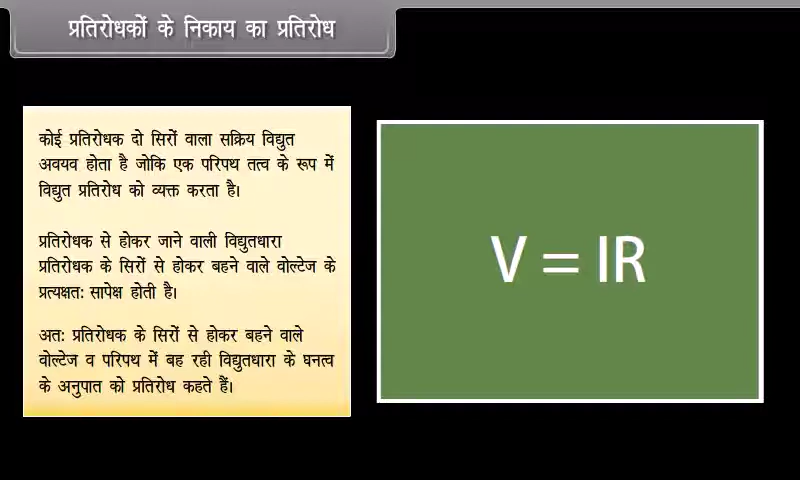 प्रतिरोधकों के निकाय का प्रतिरोध
कोई प्रतिरोधक दो सिरों वाला सक्रिय विद्युत
अवयव होता है जोकि एक परिपथ तत्व के रूप में
विद्युत प्रतिरोध को व्यक्त करता है।
प्रतिरोधक से होकर जाने वाली विद्युतधारा
प्रतिरोधक के सिरों से होकर बहने वाले वोल्टेज के
प्रत्यक्षत: सापेक्ष होती है।
अत: प्रतिरोधक के सिरों से होकर बहने वाले
वोल्टेज व परिपथ में बह रही विद्युतधारा के घनत्व
के अनुपात को प्रतिरोध कहते हैं।
V = IR